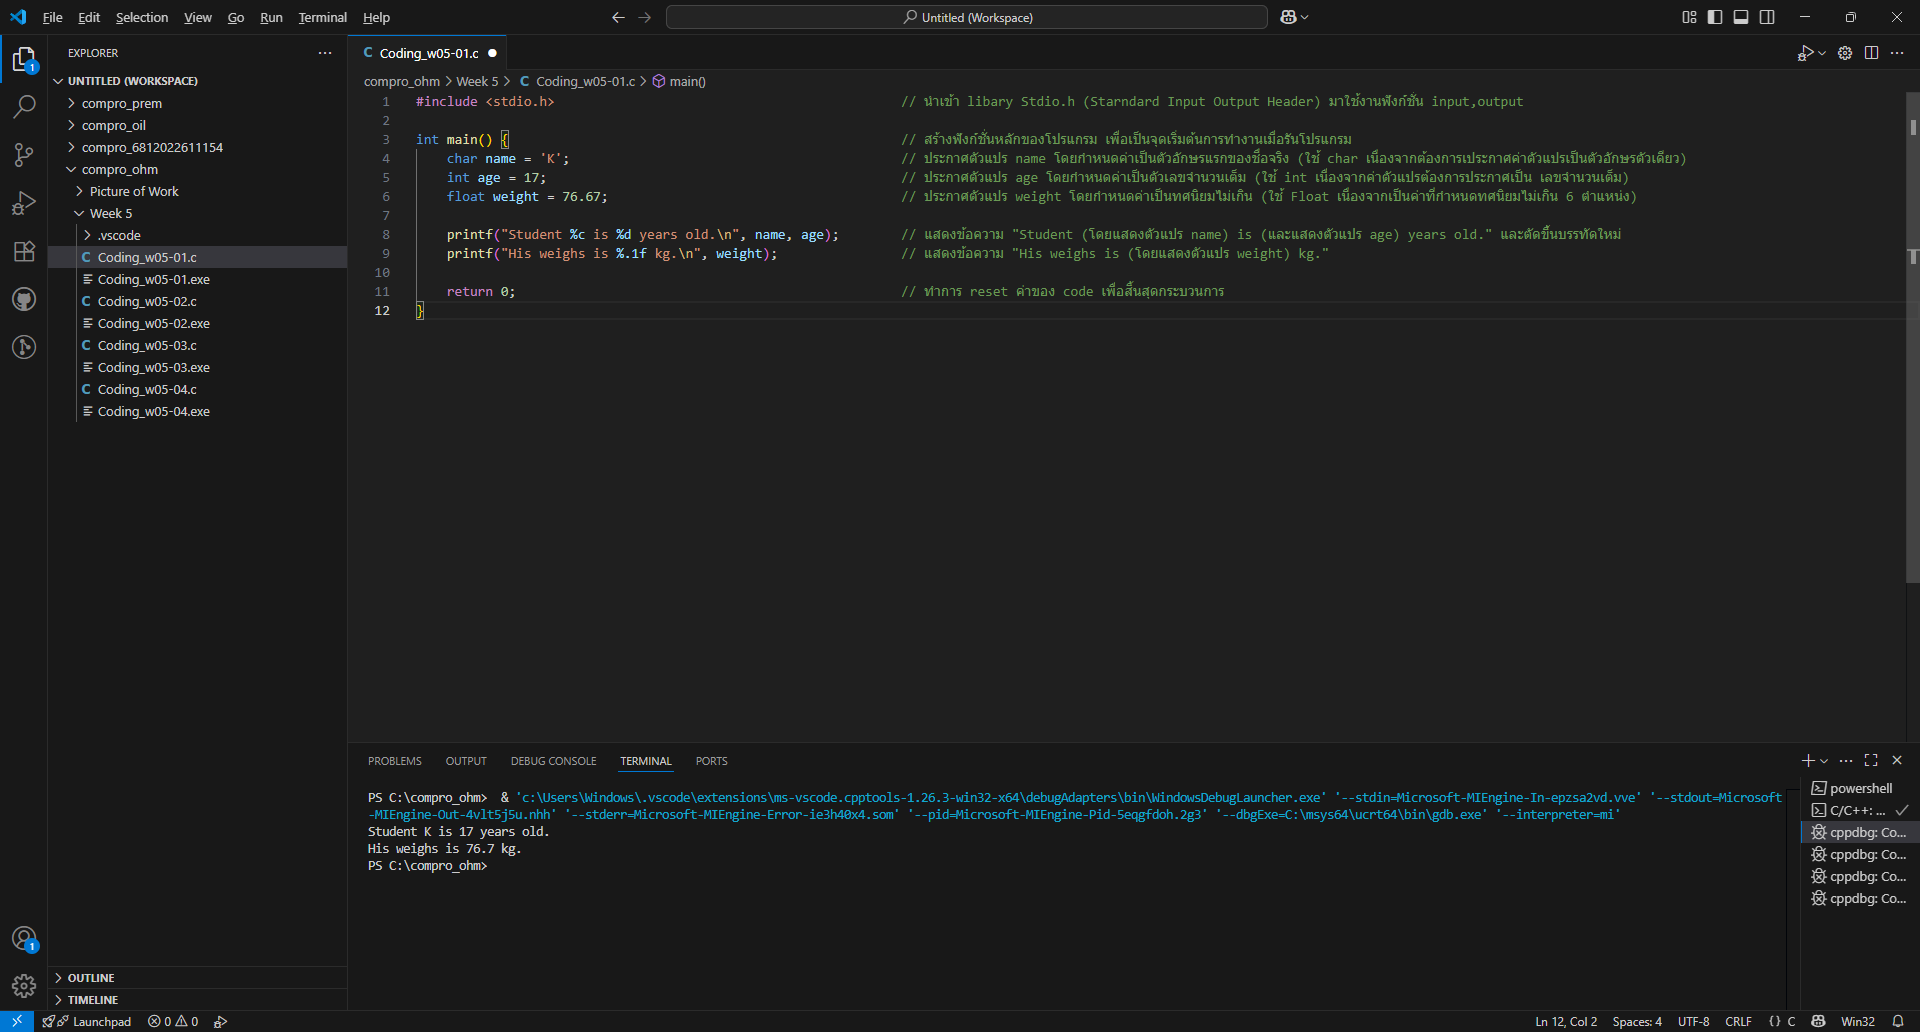 File Edit Selection View Go Run Terminal Help
Untitled (Workspace)
EXPLORER
UNTITLED (WORKSPACE)
compro_prem
compro_oil
compro_6812022611154
compro_ohm
Picture of Work
Week 5
.vscode
Coding_w05-01.c
Coding_w05-01.exe
Coding_w05-02.c
Coding_w05-02.exe
Coding_w05-03.c
Coding_w05-03.exe
Coding_w05-04.c
Coding_w05-04.exe
OUTLINE
TIMELINE
C Coding_w05-01.c
compro_ohm > Week 5 > C Coding_w05-01.c > main()
1 #include <stdio.h> // นำเข้า libary Stdio.h (Starndard Input Output Header) มาใช้งานฟังก์ชั่น input,output
2
3 int main() { // สร้างฟังก์ชั่นหลักของโปรแกรม เพื่อเป็นจุดเริ่มต้นการทำงานเมื่อรันโปรแกรม
4 char name = 'K'; // ประกาศตัวแปร name โดยกำหนดค่าเป็นตัวอักษรแรกของชื่อจริง (ใช้ char เนื่องจากต้องการประกาศค่าตัวแปรเป็นตัวอักษรตัวเดียว)
5 int age = 17; // ประกาศตัวแปร age โดยกำหนดค่าเป็นตัวเลขจำนวนเต็ม (ใช้ int เนื่องจากค่าตัวแปรต้องการประกาศเป็น เลขจำนวนเต็ม)
6 float weight = 76.67; // ประกาศตัวแปร weight โดยกำหนดค่าเป็นทศนิยมไม่เกิน (ใช้ Float เนื่องจากเป็นค่าที่กำหนดทศนิยมไม่เกิน 6 ตำแหน่ง)
7
8 printf("Student %c is %d years old.\n", name, age); // แสดงข้อความ "Student (โดยแสดงตัวแปร name) is (และแสดงตัวแปร age) years old." และตัดขึ้นบรรทัดใหม่
9 printf("His weighs is %.1f kg.\n", weight); // แสดงข้อความ "His weighs is (โดยแสดงตัวแปร weight) kg."
10
11 return 0; // ทำการ reset ค่าของ code เพื่อสิ้นสุดกระบวนการ
12 }
PROBLEMS OUTPUT DEBUG CONSOLE TERMINAL PORTS
PS C:\compro_ohm> & 'c:\Users\Windows\.vscode\extensions\ms-vscode.cpptools-1.26.3-win32-x64\debugAdapters\bin\WindowsDebugLauncher.exe' '--stdin=Microsoft-MIEngine-In-epzsa2vd.vve' '--stdout=Microsoft
-MIEngine-Out-4vlt5j5u.nhh' '--stderr=Microsoft-MIEngine-Error-ie3h40x4.som' '--pid=Microsoft-MIEngine-Pid-5eqgfdoh.2g3' '--dbgExe=C:\msys64\ucrt64\bin\gdb.exe' '--interpreter=mi'
Student K is 17 years old.
His weighs is 76.7 kg.
PS C:\compro_ohm>
powershell
C/C++: ...
cppdbg: Co...
cppdbg: Co...
cppdbg: Co...
cppdbg: Co...
1
1
Launchpad 0 0 Ln 12, Col 2 Spaces: 4 UTF-8 CRLF {} C Win32